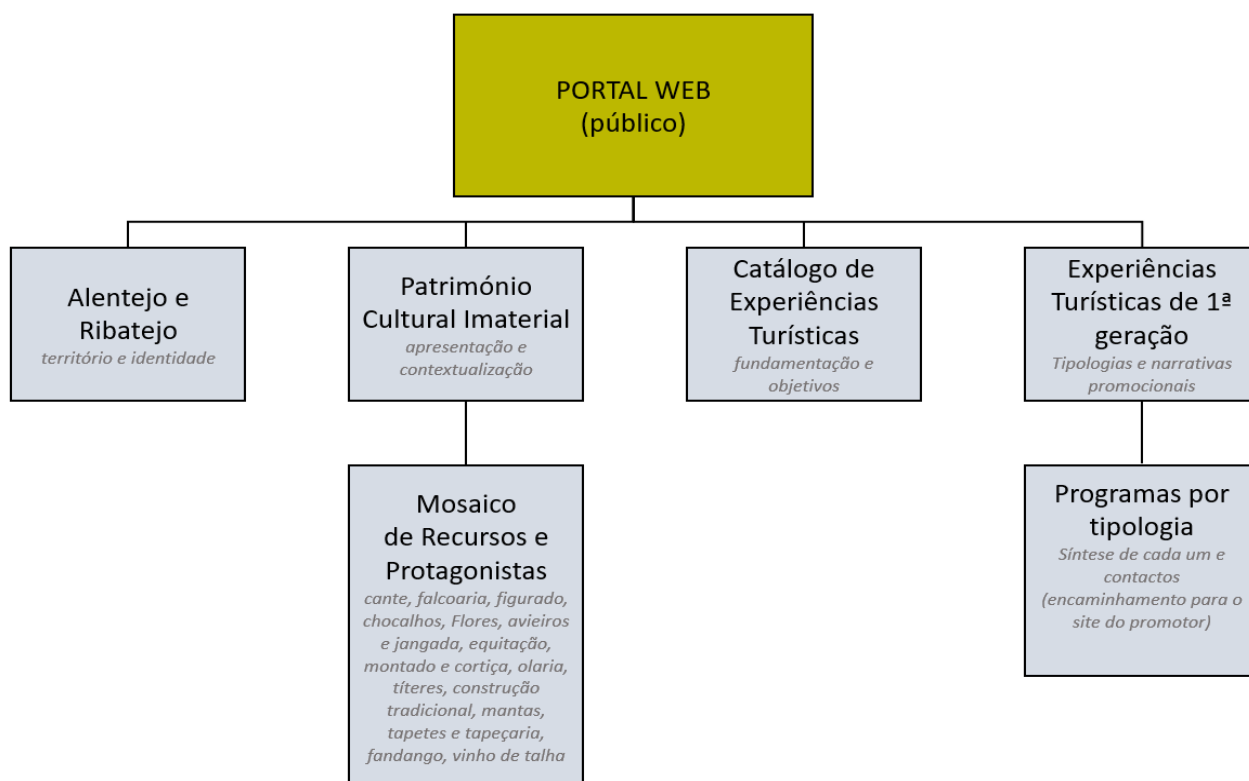 PORTAL WEB
(público)
Alentejo e
Ribatejo
território e identidade
Património
Cultural Imaterial
apresentação e
contextualização
Catálogo de
Experiências
Turísticas
fundamentação e
objetivos
Experiências
Turísticas de 1ª
geração
Tipologias e narrativas
promocionais
Mosaico
de Recursos e
Protagonistas
cante, falcoaria, figurado,
chocalhos, Flores, avieiros
e jangada, equitação,
montado e cortiça, olaria,
títeres, construção
tradicional, mantas,
tapetes e tapeçaria,
fandango, vinho de talha
Programas por
tipologia
Síntese de cada um e
contactos
(encaminhamento para o
site do promotor)